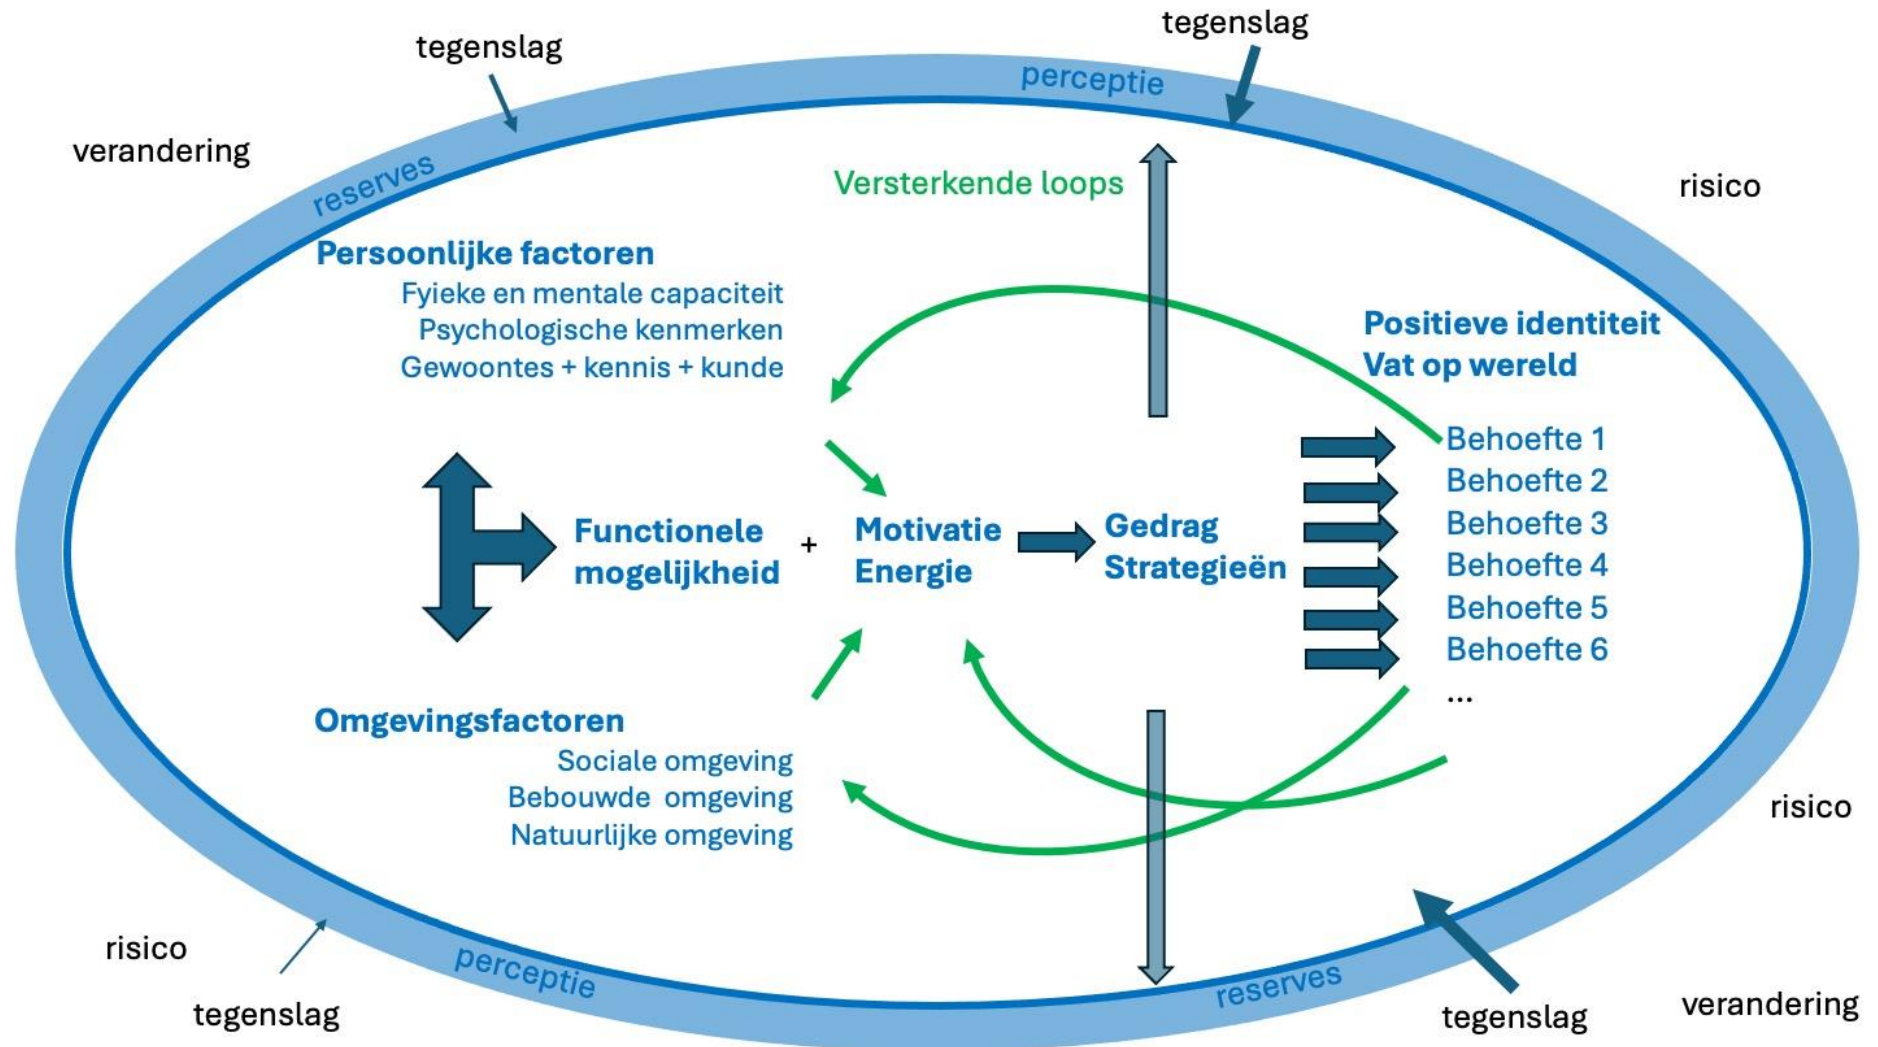 tegenslag
tegenslag
perceptie
verandering
reserves
Versterkende loops
risico
Persoonlijke factoren
Fyieke en mentale capaciteit
Psychologische kenmerken
Gewoontes + kennis + kunde
Positieve identiteit
Vat op wereld
Behoefte 1
Behoefte 2
Behoefte 3
Behoefte 4
Behoefte 5
Behoefte 6
...
Functionele
mogelijkheid
+
Motivatie
Energie
Gedrag
Strategieën
Omgevingsfactoren
Sociale omgeving
Bebouwde  omgeving
Natuurlijke omgeving
risico
risico
perceptie
reserves
tegenslag
tegenslag
verandering